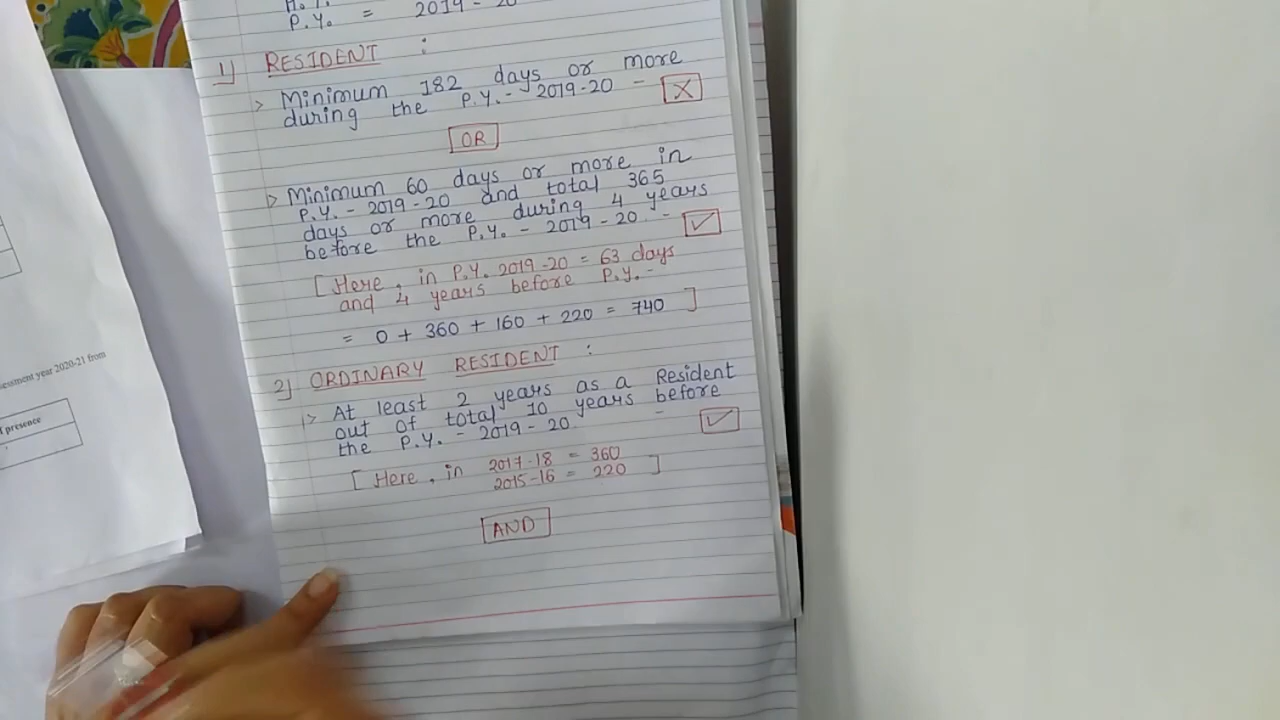 P.Y. = 2019-20
1) RESIDENT :
> Minimum 182 days or more
during the P.Y.- 2019-20 - X
OR
> Minimum 60 days or more in
P.Y. - 2019-20 and total 365
days or more during 4 years
before the P.Y. - 2019-20 - ✓
[ Here, in P.Y. 2019-20 = 63 days
and 4 years before P.Y.-
= 0 + 360 + 160 + 220 = 740 ]
2) ORDINARY RESIDENT :
> At least 2 years as a Resident
out of total 10 years before
the P.Y. - 2019-20 - ✓
[ Here, in 2017-18 = 360
2015-16 = 220 ]
AND
year 2020-21 from
presence